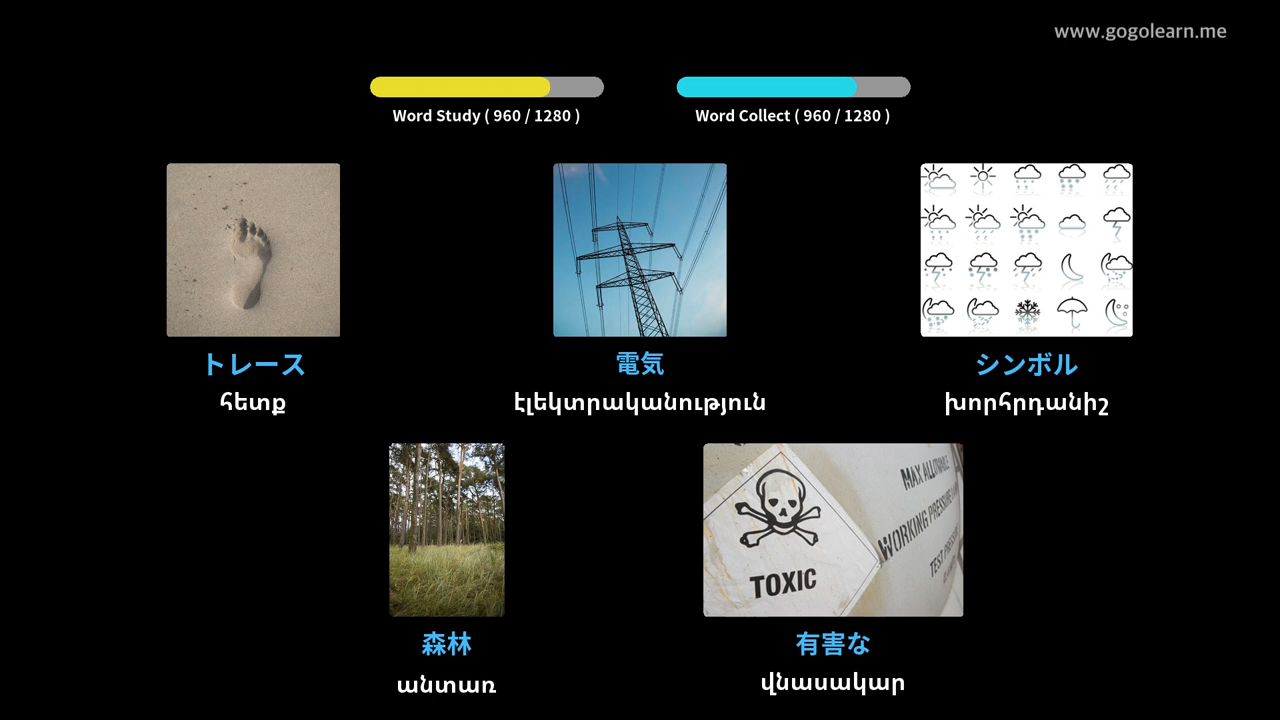 www.gogolearn.me
Word Study ( 960 / 1280 )
Word Collect ( 960 / 1280 )
トレース
հետք
電気
էլեկտրականություն
シンボル
խորհրդանիշ
TOXIC
MAX ALLOWABLE
WORKING PRESSURE
TEST
森林
անտառ
有害な
վնասակար